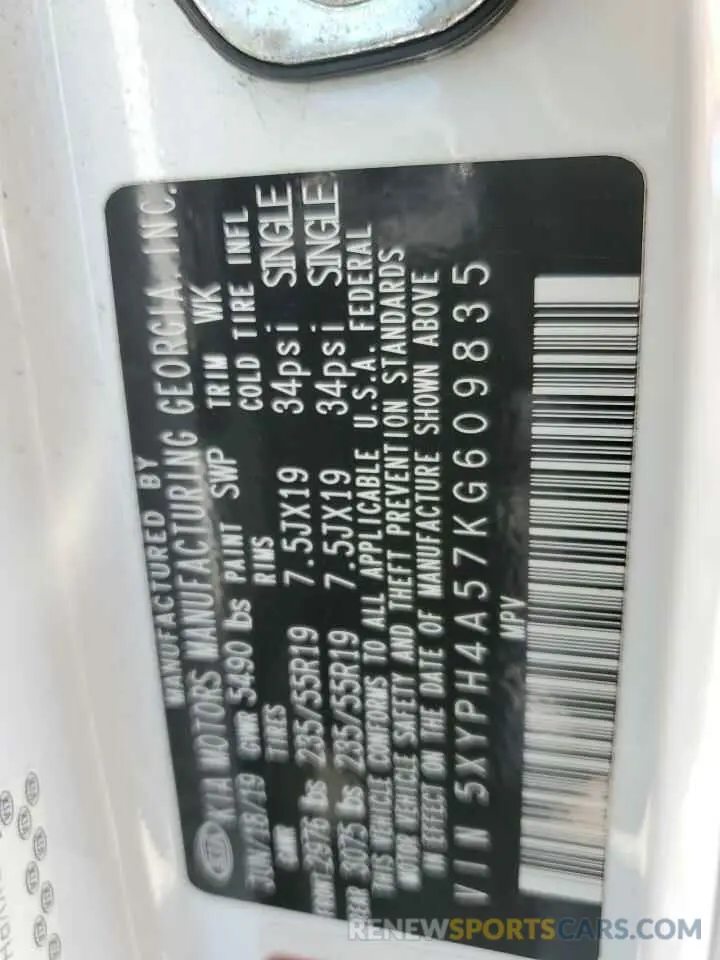 MANUFACTURED BY
KIA KIA MOTORS MANUFACTURING GEORGIA. INC.
JUN/18/19 GWR 5490 lbs PAINT SWP TRIM WK
GWR TIRES RIMS COLD TIRE INFL
FRONT 2976 lbs 235/55R19 7.5JX19 34psi SINGLE
REAR 3075 lbs 235/55R19 7.5JX19 34psi SINGLE
THIS VEHICLE CONFORMS TO ALL APPLICABLE U.S.A. FEDERAL
MOTOR VEHICLE SAFETY AND THEFT PREVENTION STANDARDS
IN EFFECT ON THE DATE OF MANUFACTURE SHOWN ABOVE
VIN 5XYPH4A57KG609835
MPV
RENEWSPORTSCARS.COM